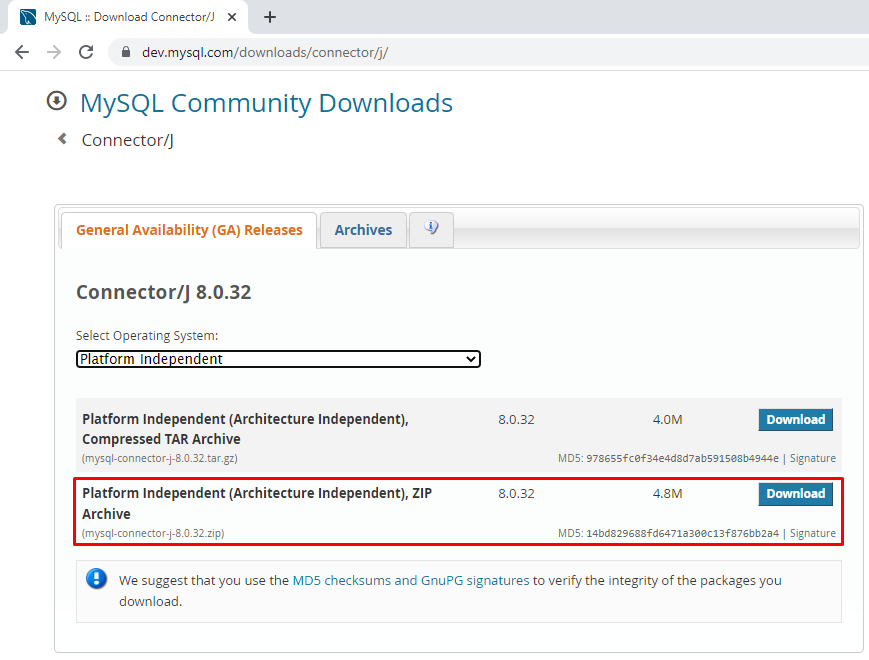 MySQL :: Download Connector/J
dev.mysql.com/downloads/connector/j/
MySQL Community Downloads
Connector/J
General Availability (GA) Releases
Archives
Connector/J 8.0.32
Select Operating System:
Platform Independent
Platform Independent (Architecture Independent), 8.0.32 4.0M Download
Compressed TAR Archive
(mysql-connector-j-8.0.32.tar.gz) MD5: 978655fc0f34e4d8d7ab591508b4944e | Signature
Platform Independent (Architecture Independent), ZIP 8.0.32 4.8M Download
Archive
(mysql-connector-j-8.0.32.zip) MD5: 14bd829688fd6471a300c13f876bb2a4 | Signature
We suggest that you use the MD5 checksums and GnuPG signatures to verify the integrity of the packages you
download.